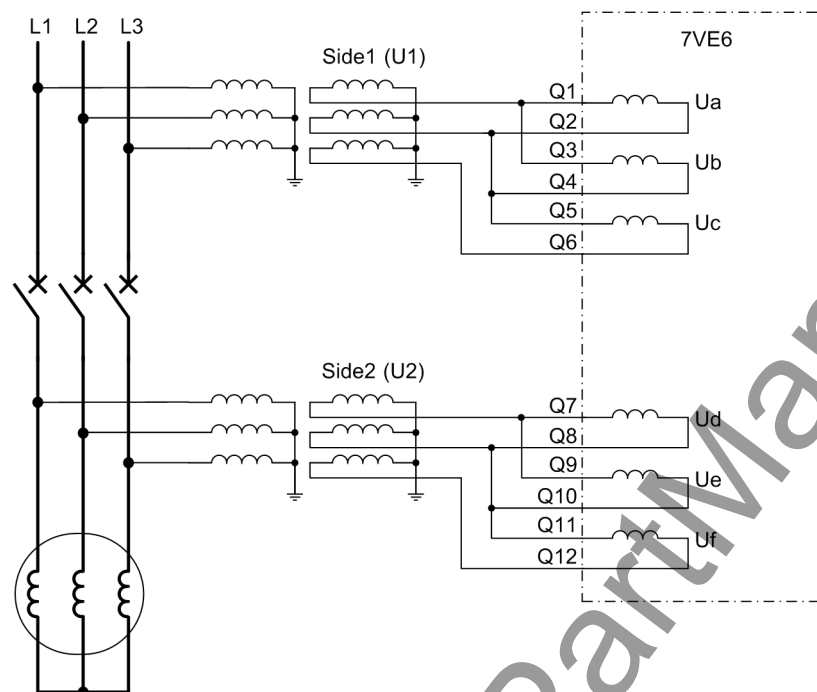 L1 L2 L3
7VE6
Side1 (U1)
Q1
Ua
Q2
Q3
Ub
Q4
Q5
Uc
Q6
Side2 (U2)
Q7
Ud
Q8
Q9
Ue
Q10
Q11
Uf
Q12
PartMa